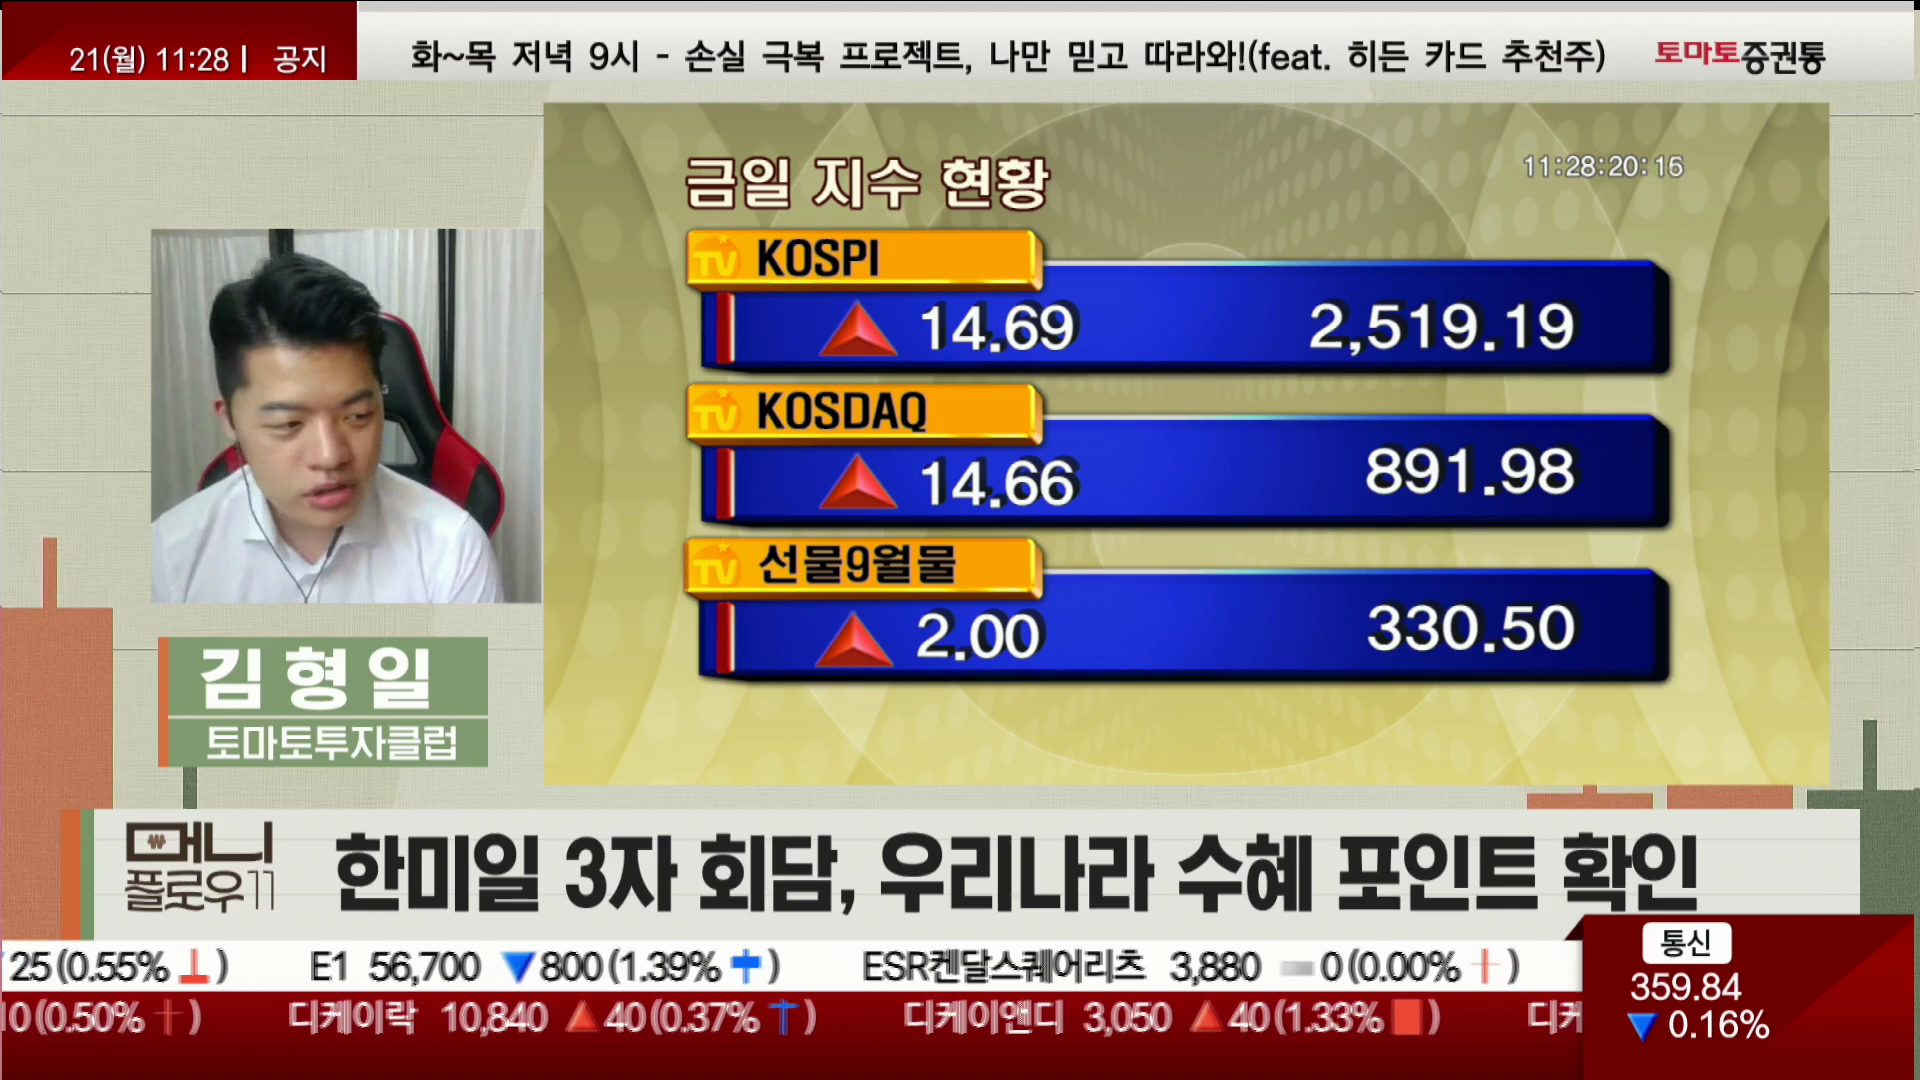 21(월) 11:28 | 공지
화~목 저녁 9시 - 손실 극복 프로젝트, 나만 믿고 따라와!(feat. 히든 카드 추천주)
토마토증권통
금일 지수 현황
11:28:20:15
TV KOSPI
14.69 2,519.19
TV KOSDAQ
14.66 891.98
TV 선물9월물
2.00 330.50
김형일
토마토투자클럽
머니
플로우11
한미일 3자 회담, 우리나라 수혜 포인트 확인
25(0.55% ) E1 56,700 ▼800(1.39% ) ESR켄달스퀘어리츠 3,880 0(0.00% )
10(0.50% ) 디케이락 10,840 ▲40(0.37% ) 디케이앤디 3,050 ▲40(1.33% ) 디케
통신
359.84
▼ 0.16%